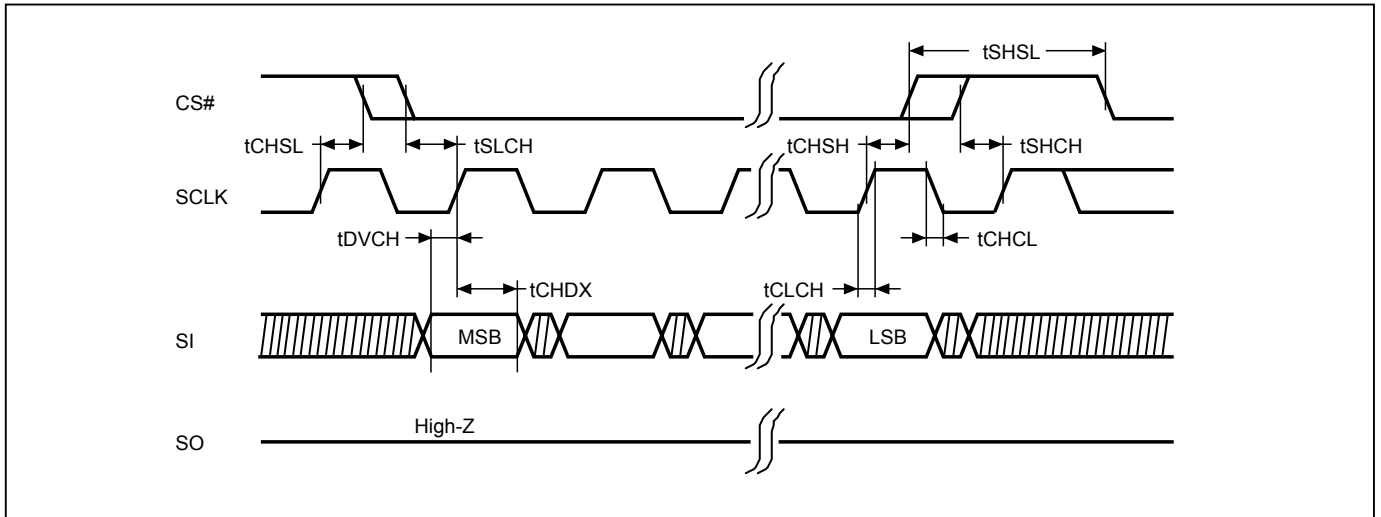 tSHSL
CS#
tCHSL
tSLCH
tCHSH
tSHCH
SCLK
tDVCH
tCHCL
tCHDX
tCLCH
SI
MSB
LSB
High-Z
SO